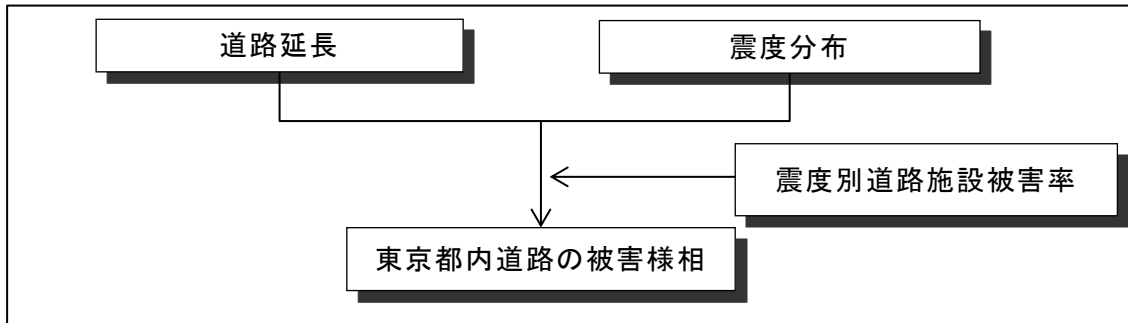 道路延長
震度分布
震度別道路施設被害率
東京都内道路の被害様相